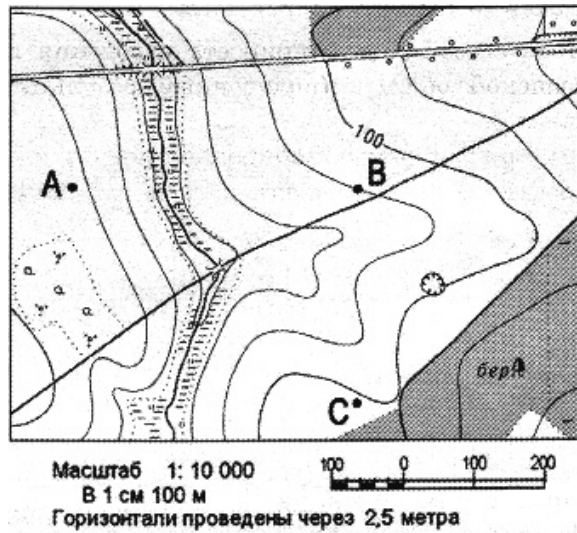 100
А
В
бер.
С
Масштаб 1: 10 000
В 1 см 100 м
100 0 100 200
Горизонтали проведены через 2,5 метра